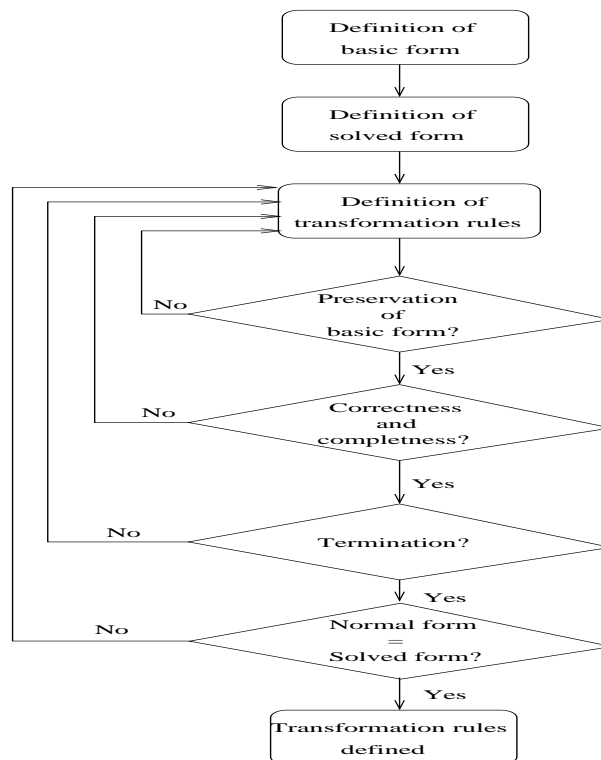 Definition of
basic form
Definition of
solved form
Definition of
transformation rules
Preservation
of
basic form?
No
Yes
Correctness
and
completness?
No
Yes
Termination?
No
Yes
Normal form
=
Solved form?
No
Yes
Transformation rules
defined